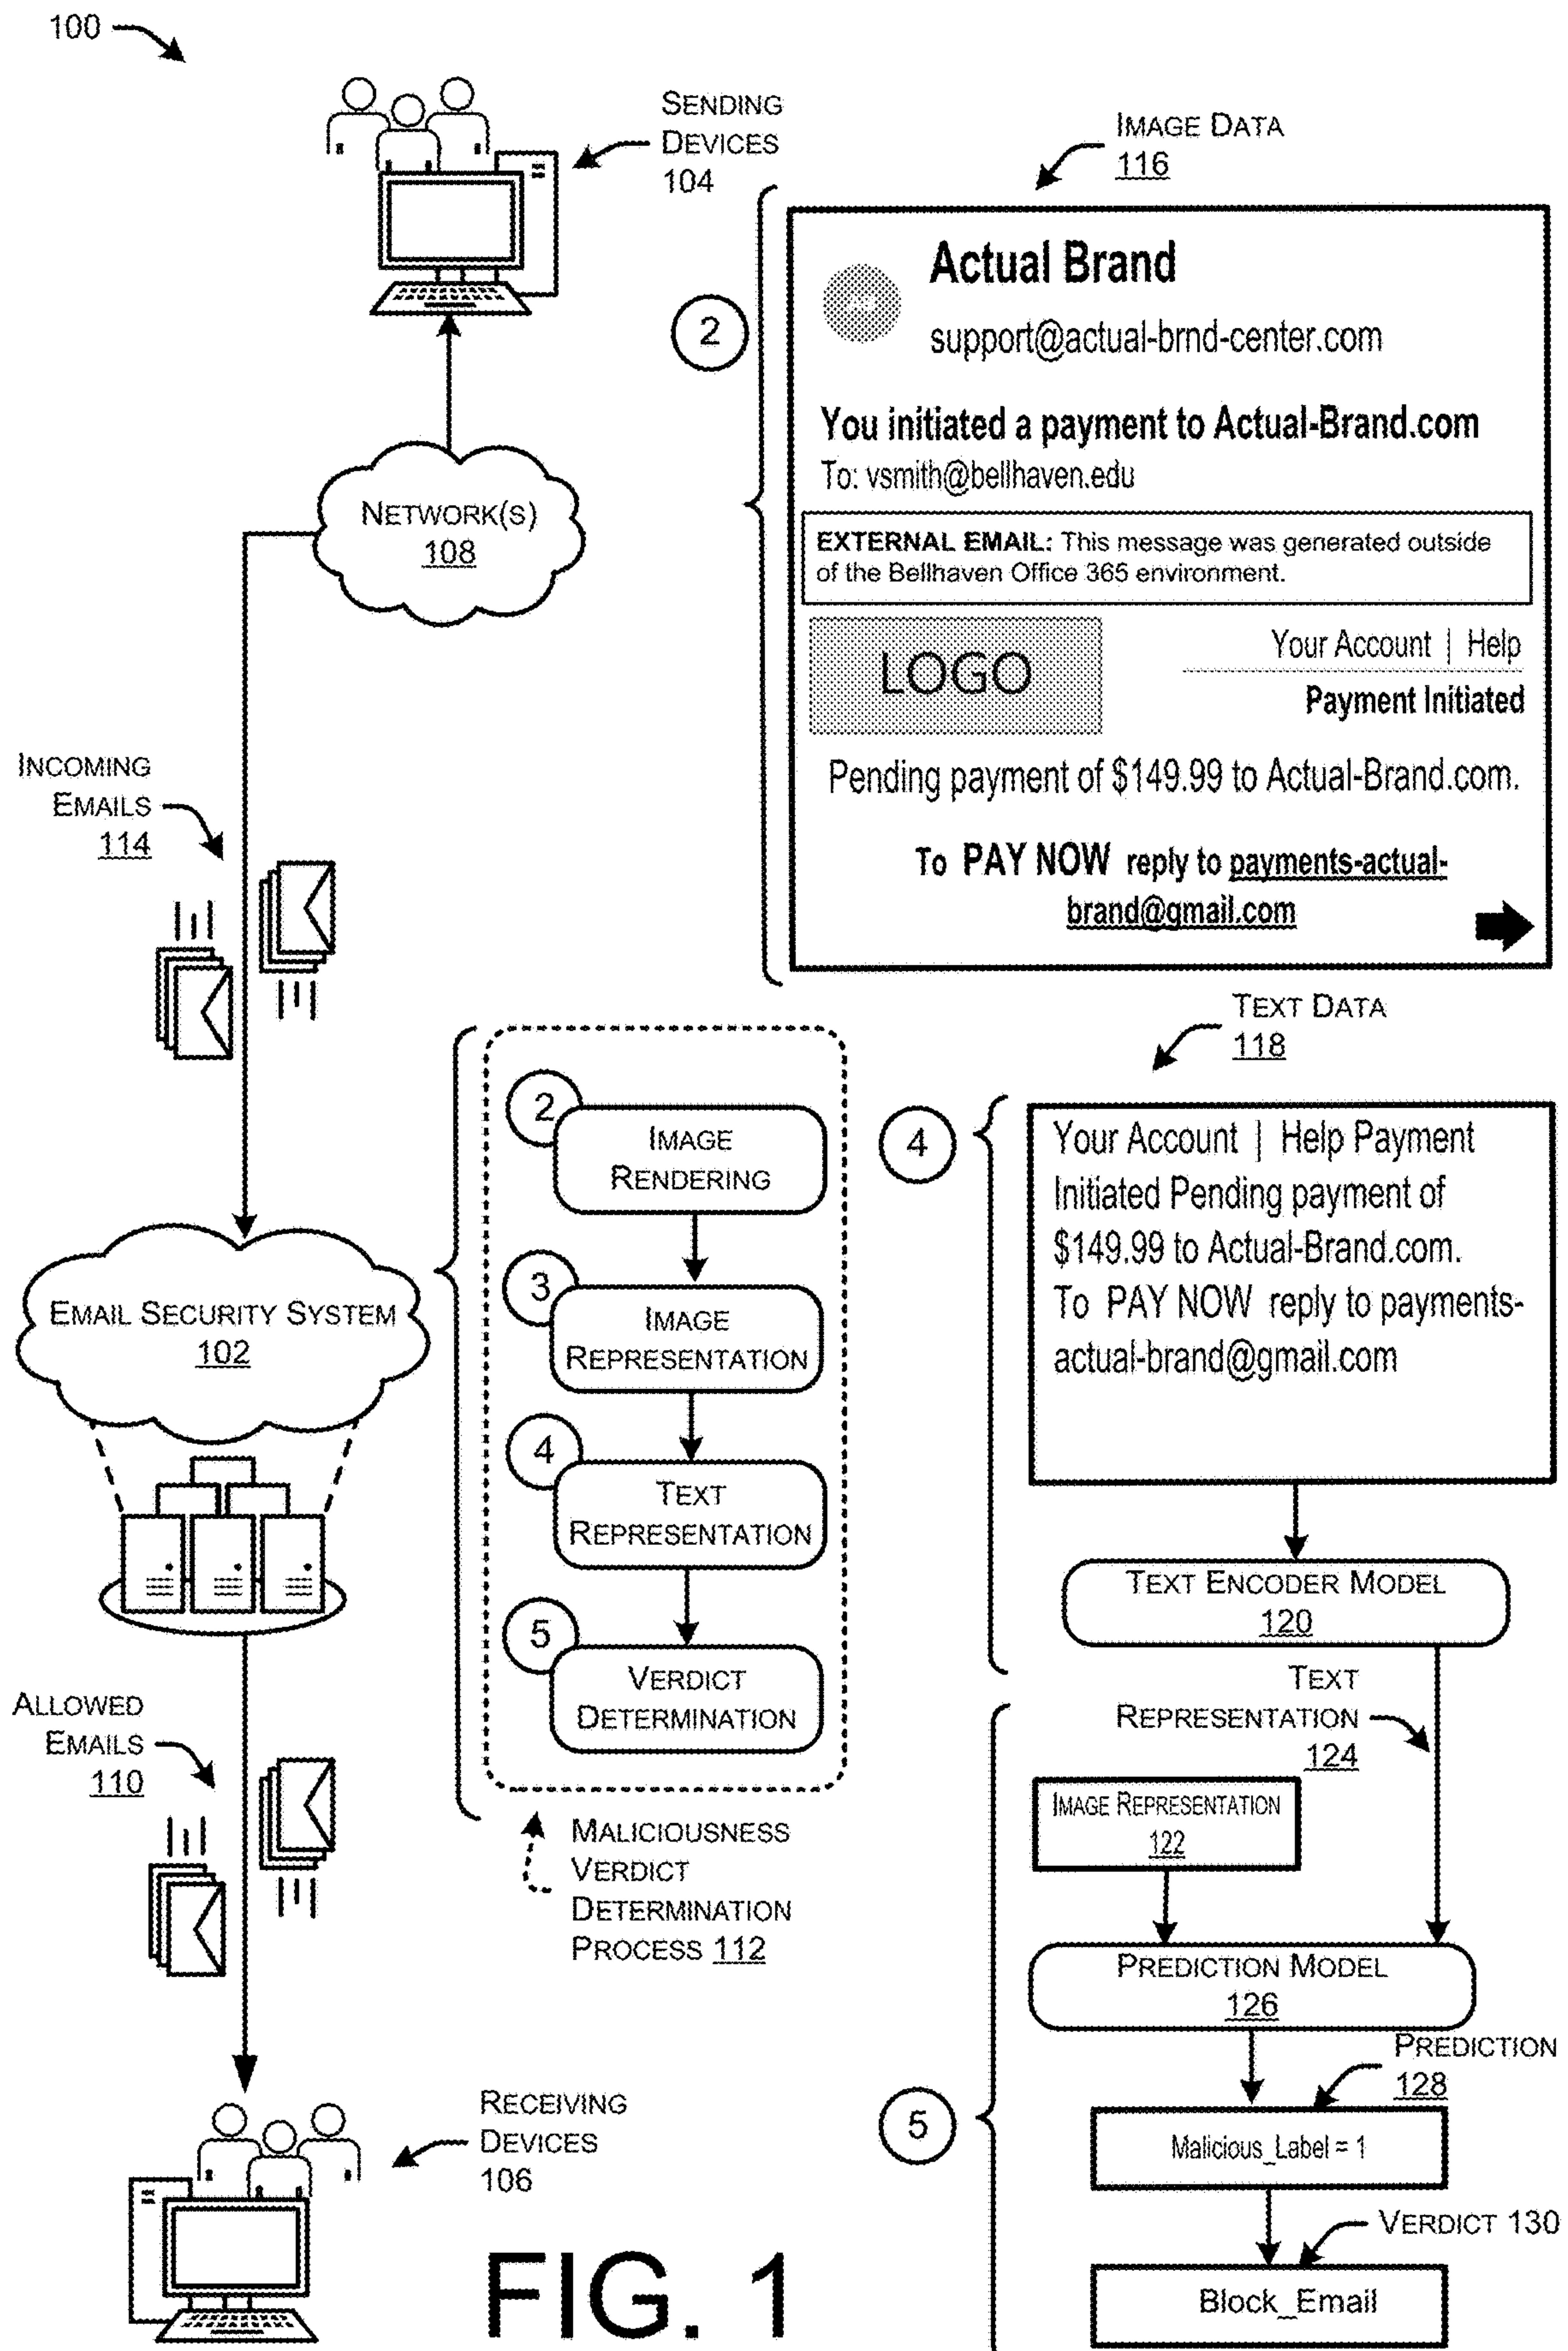 100
SENDING
DEVICES
104
IMAGE DATA
116
2
Actual Brand
support@actual-brnd-center.com
You initiated a payment to Actual-Brand.com
To: vsmith@bellhaven.edu
EXTERNAL EMAIL: This message was generated outside
of the Bellhaven Office 365 environment.
LOGO
Your Account | Help
Payment Initiated
Pending payment of $149.99 to Actual-Brand.com.
To PAY NOW reply to payments-actual-
brand@gmail.com
NETWORK(S)
108
INCOMING
EMAILS
114
EMAIL SECURITY SYSTEM
102
2
IMAGE
RENDERING
3
IMAGE
REPRESENTATION
4
TEXT
REPRESENTATION
5
VERDICT
DETERMINATION
MALICIOUSNESS
VERDICT
DETERMINATION
PROCESS 112
TEXT DATA
118
4
Your Account | Help Payment
Initiated Pending payment of
$149.99 to Actual-Brand.com.
To PAY NOW reply to payments-
actual-brand@gmail.com
TEXT ENCODER MODEL
120
TEXT
REPRESENTATION
124
IMAGE REPRESENTATION
122
PREDICTION MODEL
126
PREDICTION
128
5
Malicious_Label = 1
VERDICT 130
Block_Email
ALLOWED
EMAILS
110
RECEIVING
DEVICES
106
FIG. 1